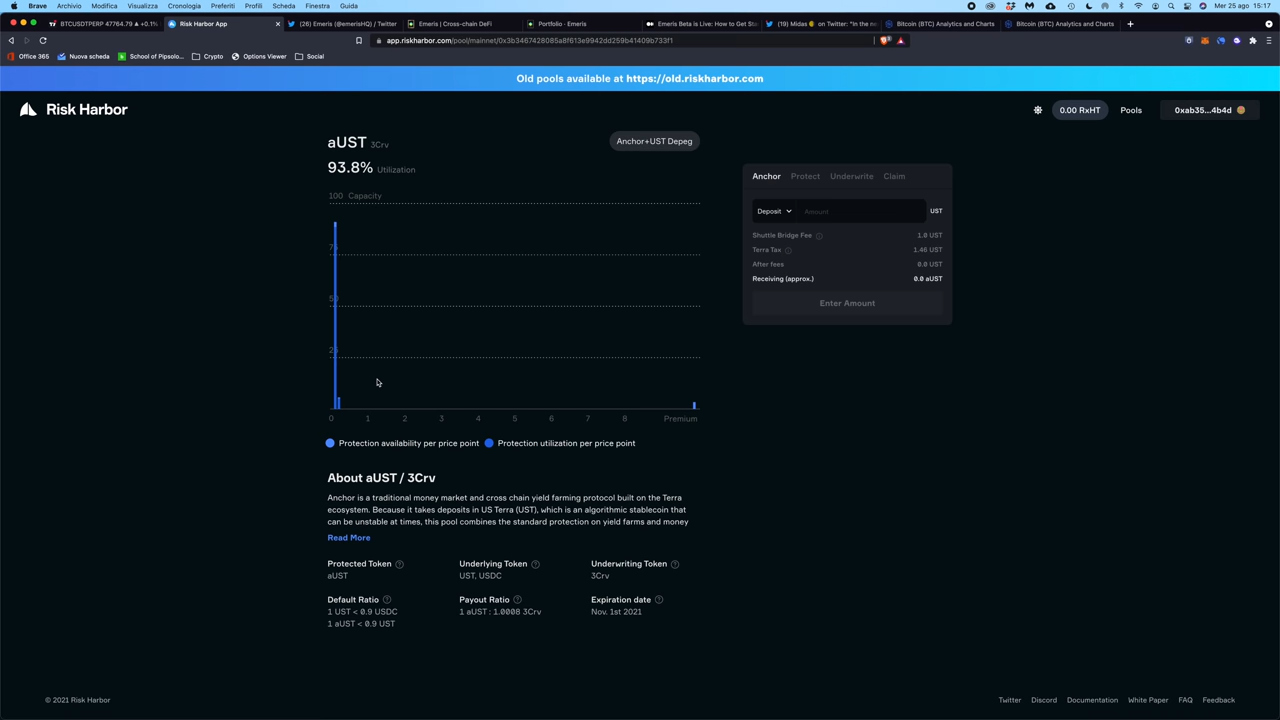 Brave Archivio Modifica Visualizza Cronologia Preferiti Profili Scheda Finestra Guida Mer 25 ago 15:17
BTCUSDTPERP 47764.79 ▲ +0.1% Risk Harbor App (26) Emeris (@emerisHQ) / Twitter Emeris | Cross-chain DeFi Portfolio - Emeris Emeris Beta is Live: How to Get St (19) Midas on Twitter: "In the n Bitcoin (BTC) Analytics and Charts Bitcoin (BTC) Analytics and Charts
app.riskharbor.com/pool/mainnet/0x3b3467428085a8f613e9942dd259b41409b733f1
Office 365 Nuova scheda School of Pipsolo... Crypto Options Viewer Social
Old pools available at https://old.riskharbor.com
Risk Harbor 0.00 RxHT Pools 0xab35...4b4d
aUST 3Crv Anchor+UST Depeg
93.8% Utilization
100 Capacity
75
50
25
0 1 2 3 4 5 6 7 8 Premium
Protection availability per price point Protection utilization per price point
Anchor Protect Underwrite Claim
Deposit Amount UST
Shuttle Bridge Fee 1.0 UST
Terra Tax 1.46 UST
After fees 0.0 UST
Receiving (approx.) 0.0 aUST
Enter Amount
About aUST / 3Crv
Anchor is a traditional money market and cross chain yield farming protocol built on the Terra
ecosystem. Because it takes deposits in US Terra (UST), which is an algorithmic stablecoin that
can be unstable at times, this pool combines the standard protection on yield farms and money
Read More
Protected Token Underlying Token Underwriting Token
aUST UST, USDC 3Crv
Default Ratio Payout Ratio Expiration date
1 UST < 0.9 USDC 1 aUST : 1.0008 3Crv Nov. 1st 2021
1 aUST < 0.9 UST
© 2021 Risk Harbor Twitter Discord Documentation White Paper FAQ Feedback